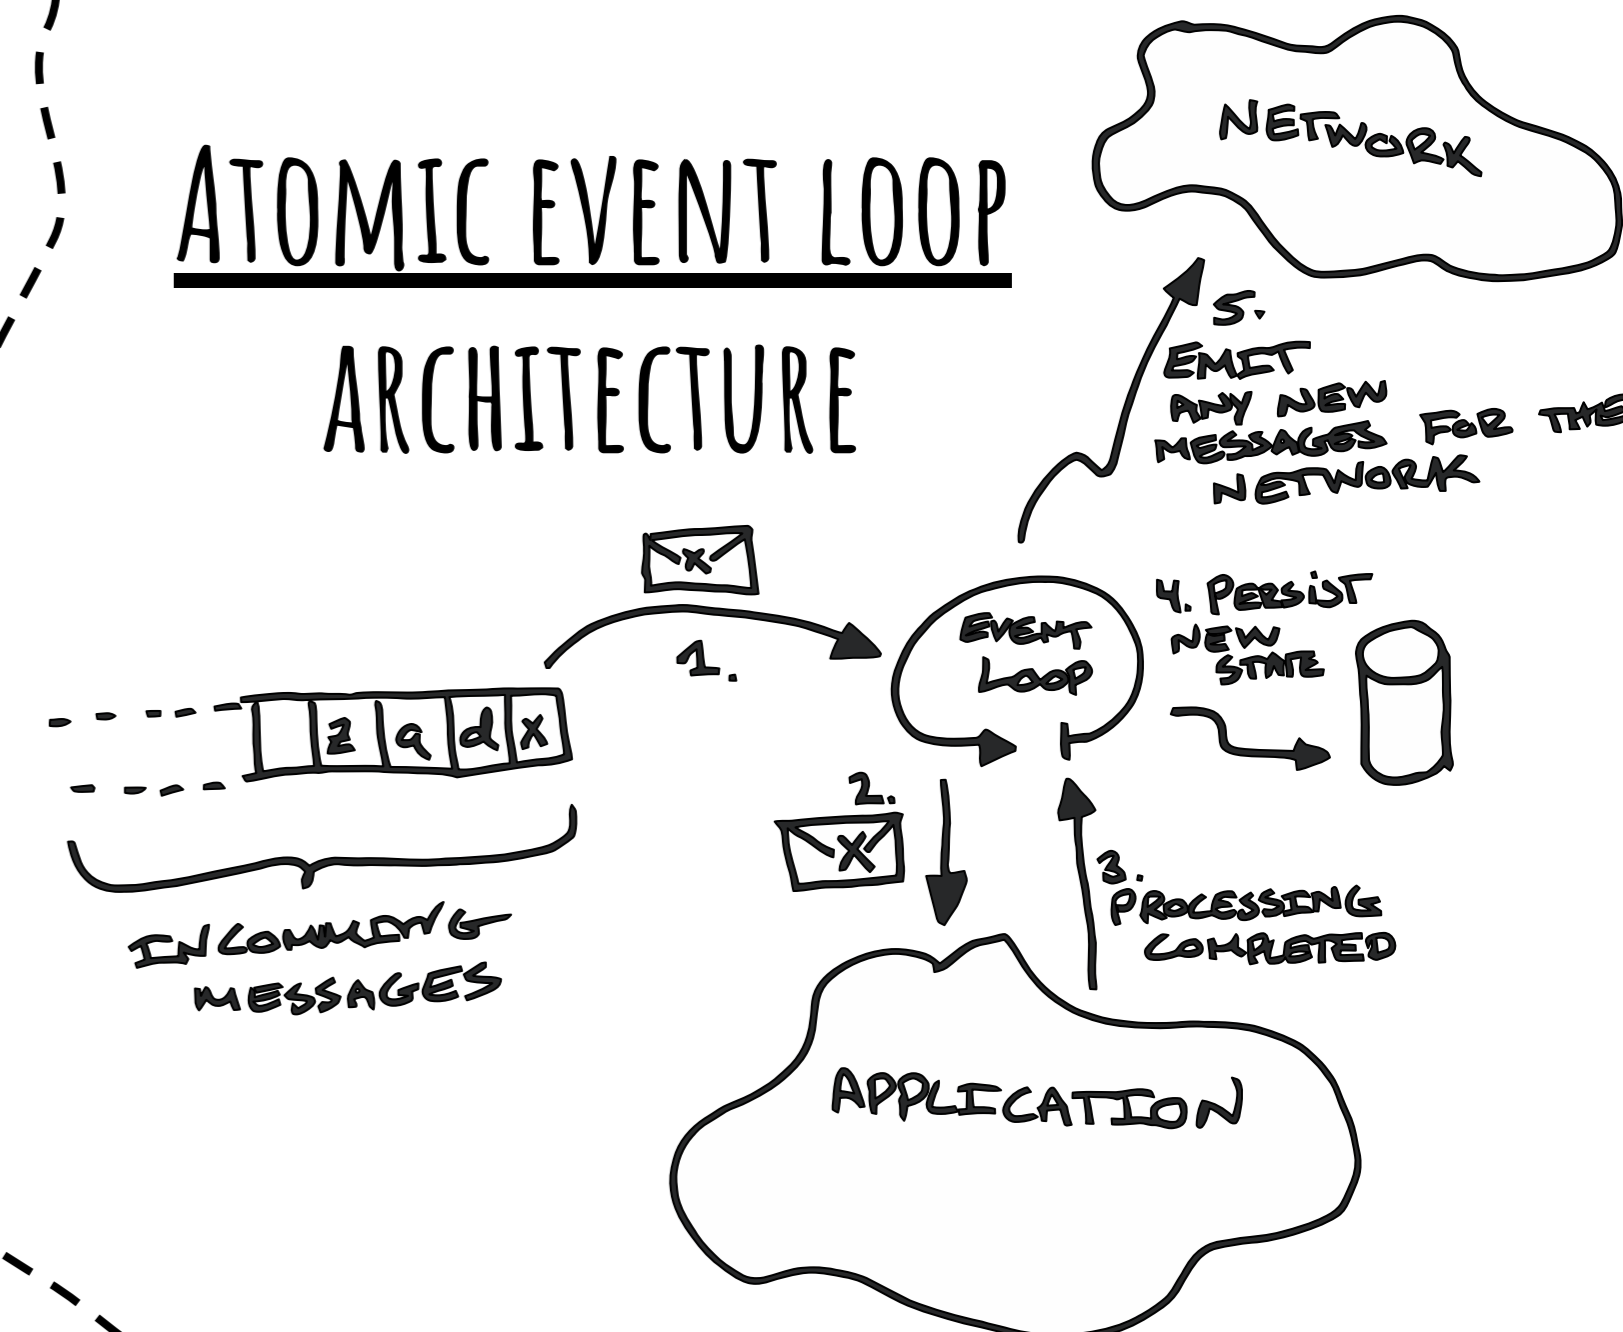 ATOMIC EVENT LOOP
ARCHITECTURE
NETWORK
5.
EMIT
ANY NEW
MESSAGES FOR THE
NETWORK
x
1.
EVENT
LOOP
4. PERSIST
NEW
STATE
z q d x
2.
x
3.
PROCESSING
COMPLETED
INCOMMING
MESSAGES
APPLICATION